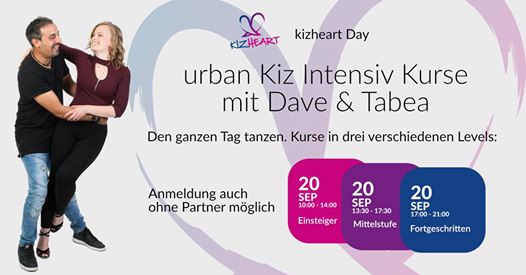 KIZHEART
kizheart Day
urban Kiz Intensiv Kurse
mit Dave & Tabea
Den ganzen Tag tanzen. Kurse in drei verschiedenen Levels:
Anmeldung auch
ohne Partner möglich
20
SEP
10:00 - 14:00
Einsteiger
20
SEP
13:30 - 17:30
Mittelstufe
20
SEP
17:00 - 21:00
Fortgeschritten